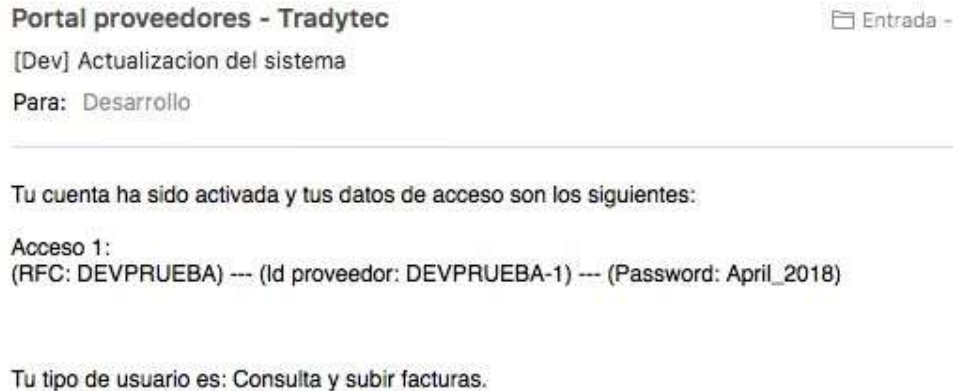 Portal proveedores - Tradytec
Entrada -
[Dev] Actualizacion del sistema
Para: Desarrollo
Tu cuenta ha sido activada y tus datos de acceso son los siguientes:
Acceso 1:
(RFC: DEVPRUEBA) --- (Id proveedor: DEVPRUEBA-1) --- (Password: April_2018)
Tu tipo de usuario es: Consulta y subir facturas.